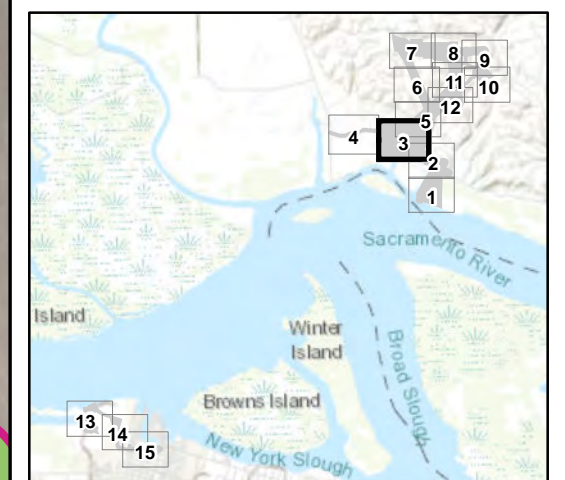 7
8
9
6
11
10
12
5
4
3
2
1
Sacramento River
Island
Winter
Island
Broad Slough
Browns Island
New York Slough
13
14
15